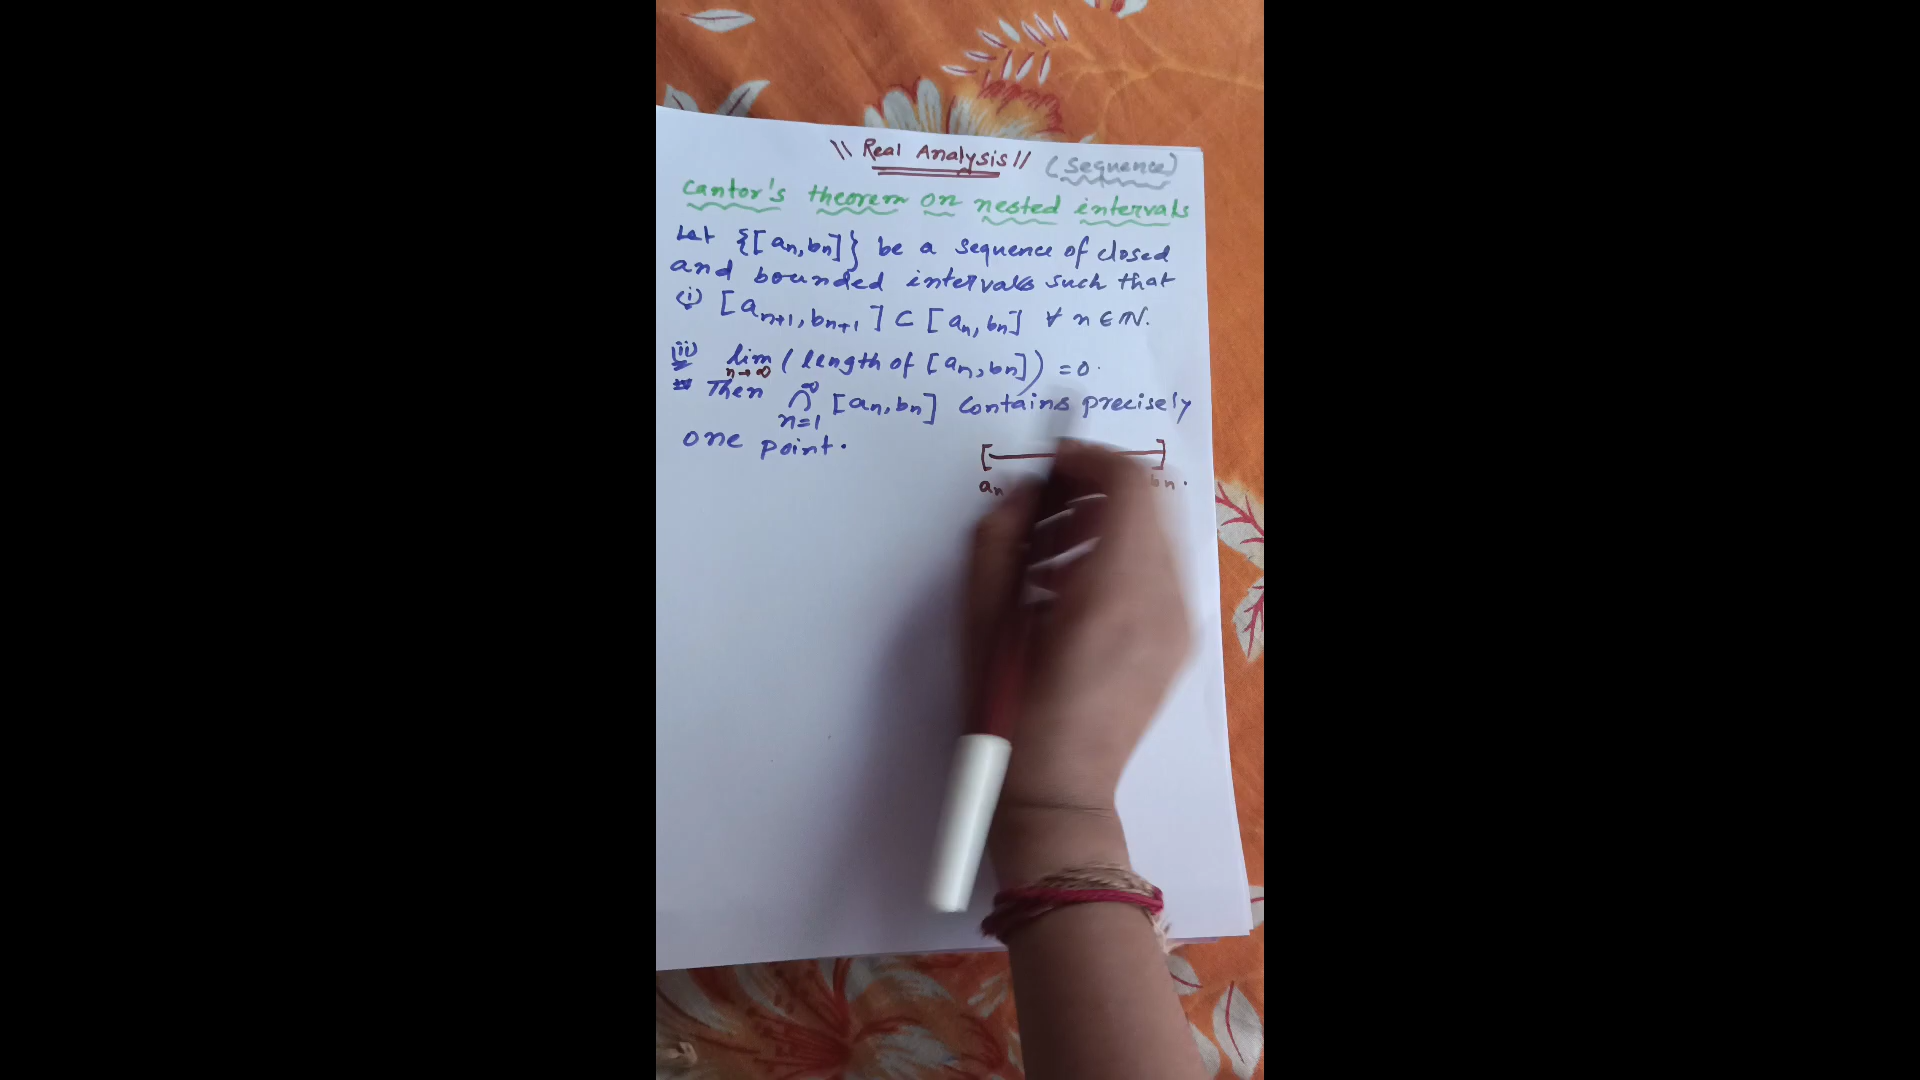 \\ Real Analysis // (Sequence)
Cantor's theorem on nested intervals
Let {[an, bn]} be a sequence of closed
and bounded intervals such that
(i) [an+1, bn+1] ⊂ [an, bn] ∀ n ∈ N.
(ii) lim n→∞ (length of [an, bn]) = 0.
Then ∞ ∩ n=1 [an, bn] contains precisely
one point.
[ ]
an bn.